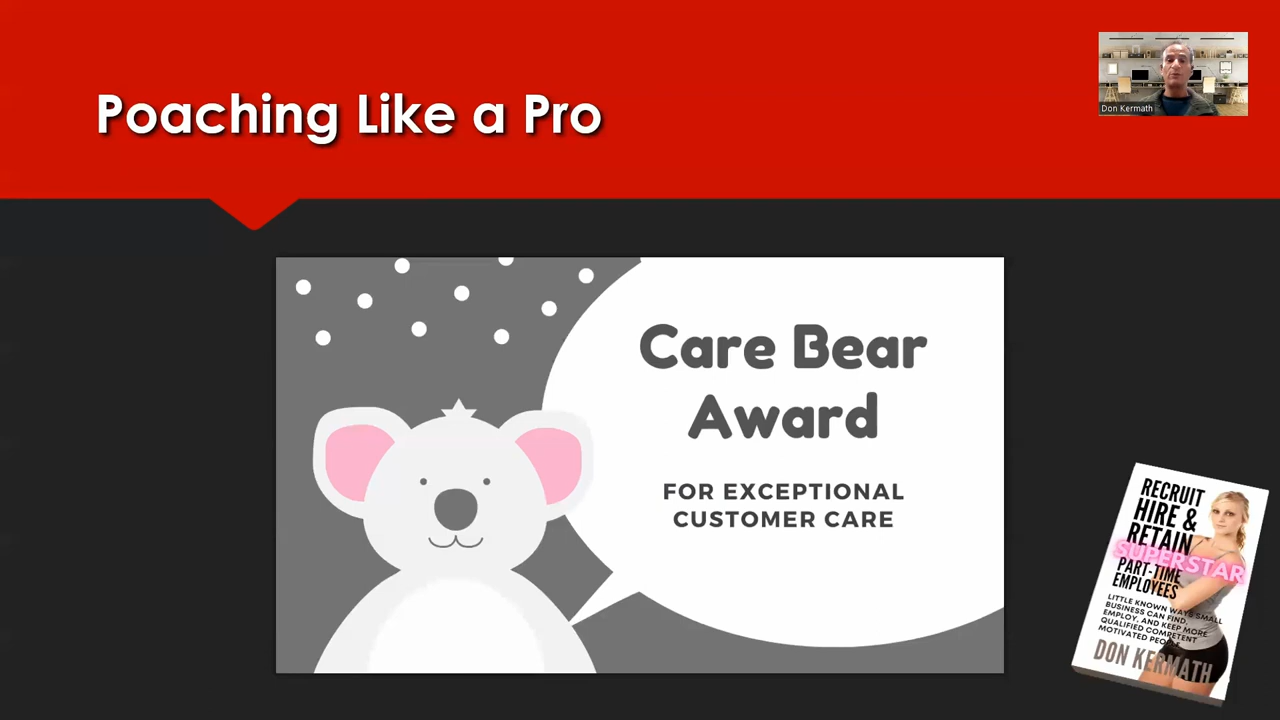 Poaching Like a Pro
Don Kermath
Care Bear
Award
FOR EXCEPTIONAL
CUSTOMER CARE
RECRUIT
HIRE &
RETAIN
SUPERSTAR
PART-TIME
EMPLOYEES
LITTLE KNOWN WAYS SMALL
BUSINESS CAN FIND,
EMPLOY, AND KEEP MORE
QUALIFIED COMPETENT
MOTIVATED PEOPLE
DON KERMATH